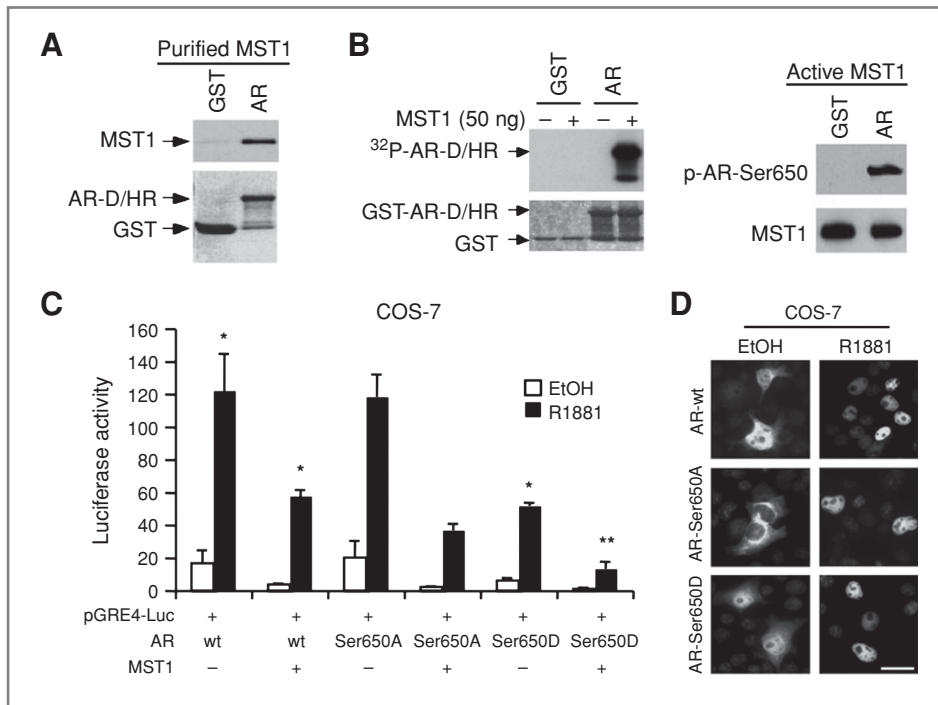 A
Purified MST1
GST
AR
MST1
AR-D/HR
GST
B
GST
AR
MST1 (50 ng) – + – +
32P-AR-D/HR
GST-AR-D/HR
GST
Active MST1
GST
AR
p-AR-Ser650
MST1
C
COS-7
Luciferase activity
160
140
120
100
80
60
40
20
0
*
*
*
**
EtOH
R1881
pGRE4-Luc + + + + + +
AR wt wt Ser650A Ser650A Ser650D Ser650D
MST1 – + – + – +
D
COS-7
EtOH R1881
AR-wt
AR-Ser650A
AR-Ser650D